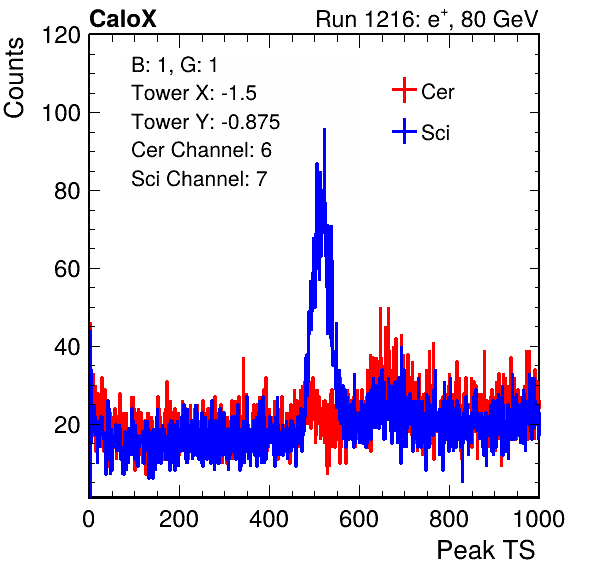 CaloX Run 1216: e⁺, 80 GeV
Counts
120
100
80
60
40
20
B: 1, G: 1
Tower X: -1.5
Tower Y: -0.875
Cer Channel: 6
Sci Channel: 7
Cer
Sci
0 200 400 600 800 1000
Peak TS